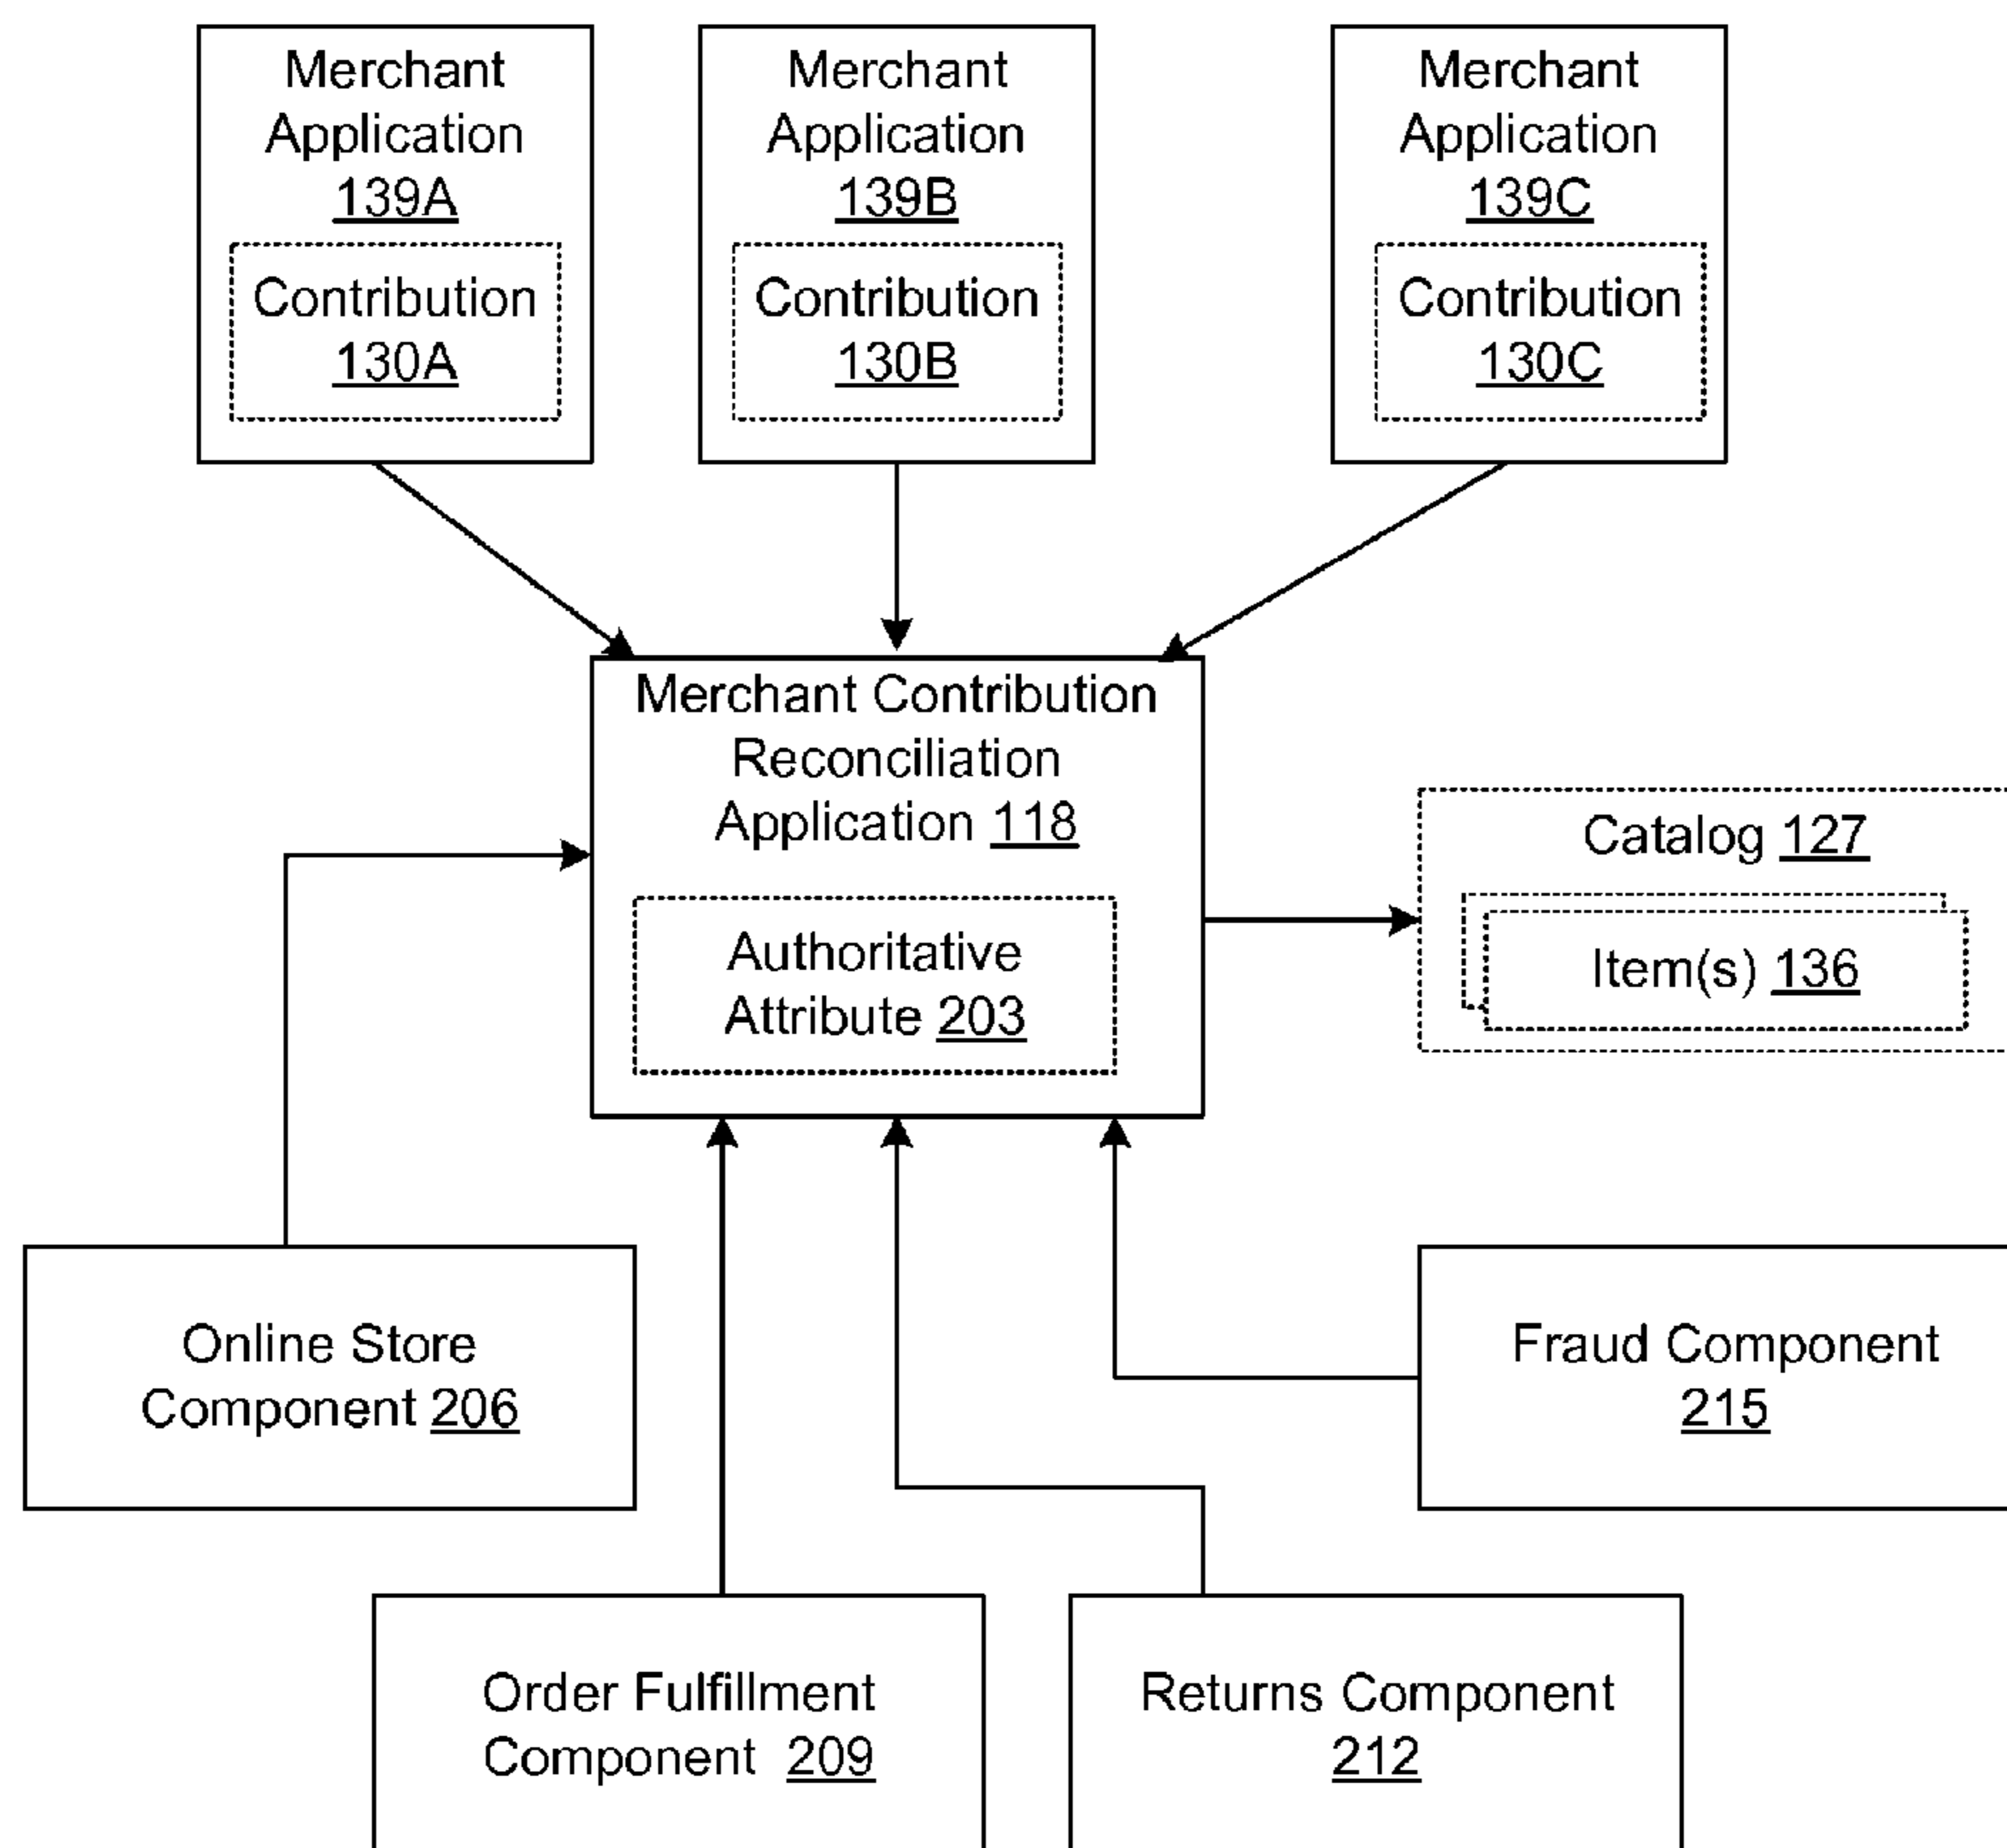 Merchant
Application
139A
Contribution
130A
Merchant
Application
139B
Contribution
130B
Merchant
Application
139C
Contribution
130C
Merchant Contribution
Reconciliation
Application 118
Authoritative
Attribute 203
Catalog 127
Item(s) 136
Online Store
Component 206
Fraud Component
215
Order Fulfillment
Component 209
Returns Component
212